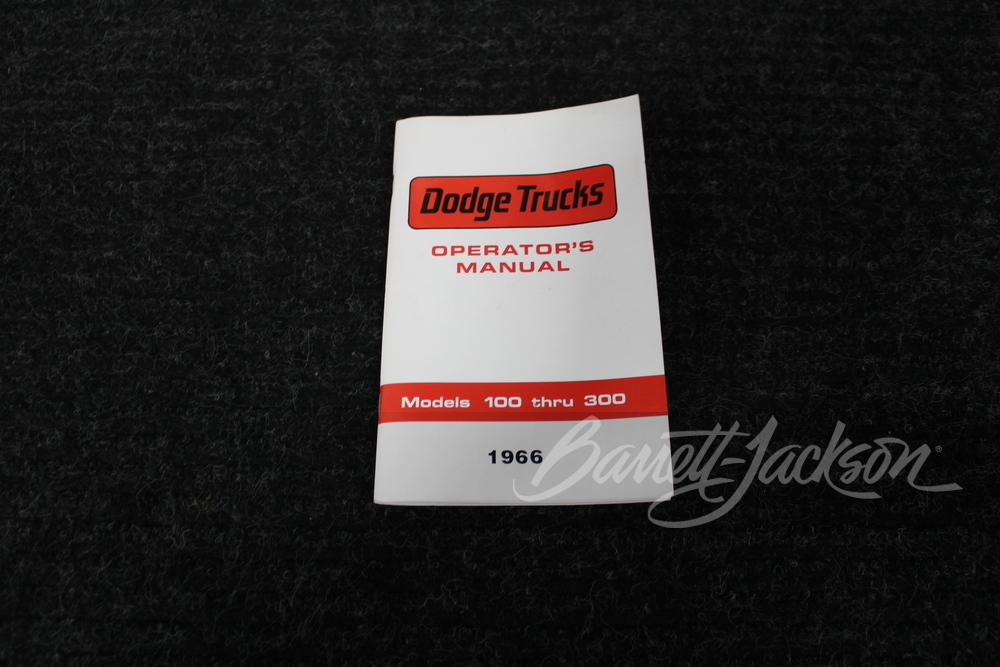 Dodge Trucks
OPERATOR'S
MANUAL
Models 100 thru 300
1966
Barrett-Jackson